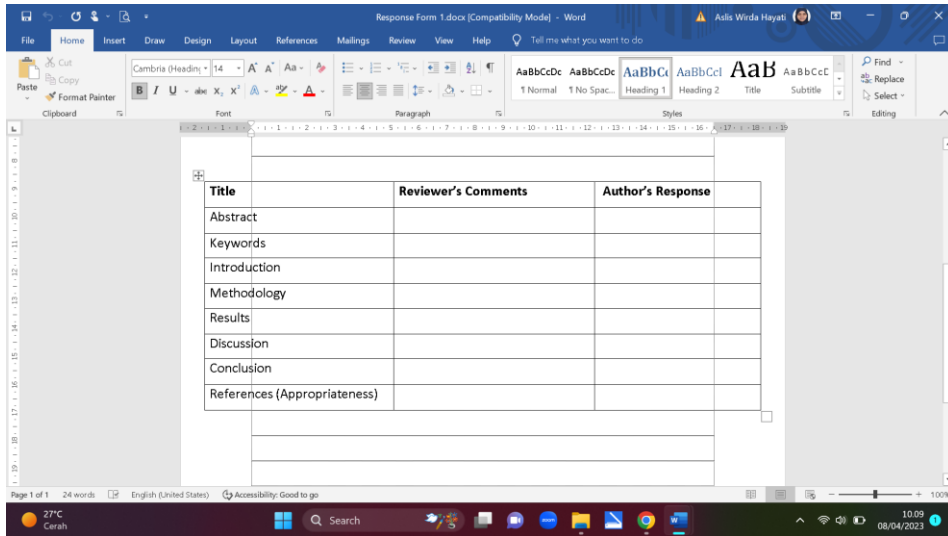 Response Form 1.docx [Compatibility Mode] - Word
Aslis Wirda Hayati
File Home Insert Draw Design Layout References Mailings Review View Help Tell me what you want to do
Paste
Cut
Copy
Format Painter
Clipboard
Cambria (Headin 14
Font
Paragraph
AaBbCcDc AaBbCcDc AaBbC AaBbCcI AaB AaBbCcC
¶ Normal ¶ No Spac... Heading 1 Heading 2 Title Subtitle
Styles
Find
Replace
Select
Editing
Title Reviewer's Comments Author's Response
Abstract
Keywords
Introduction
Methodology
Results
Discussion
Conclusion
References (Appropriateness)
Page 1 of 1 24 words English (United States) Accessibility: Good to go 100%
27°C
Cerah
Search
10.09
08/04/2023